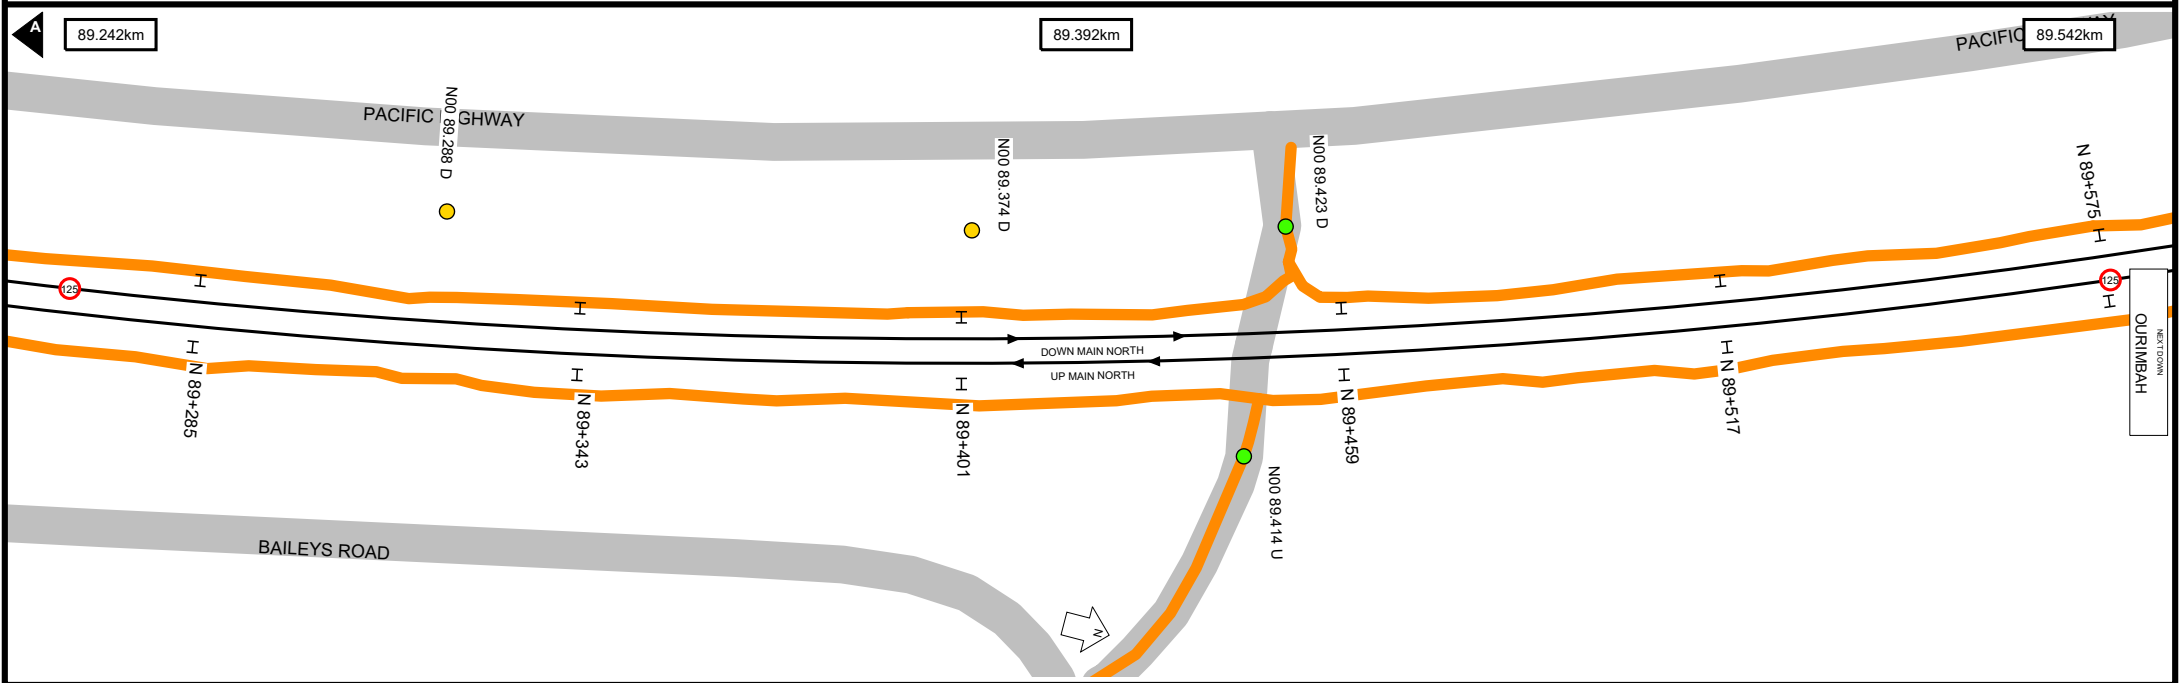 A
89.242km
89.392km
89.542km
PACIFIC
PACIFIC HIGHWAY
N00 89.288 D
N00 89.374 D
N00 89.423 D
N 89+575
H
H
H
H
H
H
125
125
DOWN MAIN NORTH
UP MAIN NORTH
H
H
H
H
H
H
N 89+285
N 89+343
N 89+401
N 89+459
N 89+517
NEXT DOWN
OURIMBAH
N00 89.414 U
BAILEYS ROAD
N